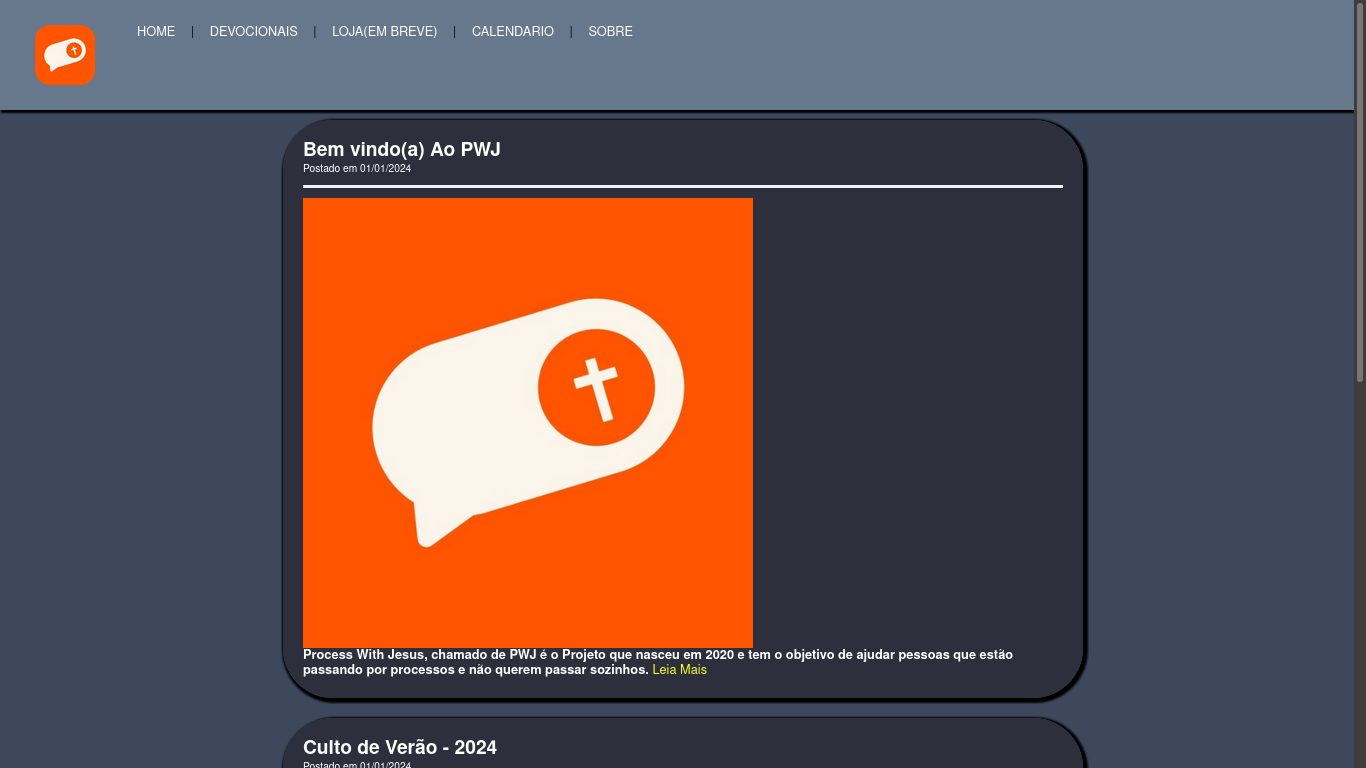 HOME | DEVOCIONAIS | LOJA(EM BREVE) | CALENDARIO | SOBRE
Bem vindo(a) Ao PWJ
Postado em 01/01/2024
Process With Jesus, chamado de PWJ é o Projeto que nasceu em 2020 e tem o objetivo de ajudar pessoas que estão
passando por processos e não querem passar sozinhos. Leia Mais
Culto de Verão - 2024
Postado em 01/01/2024